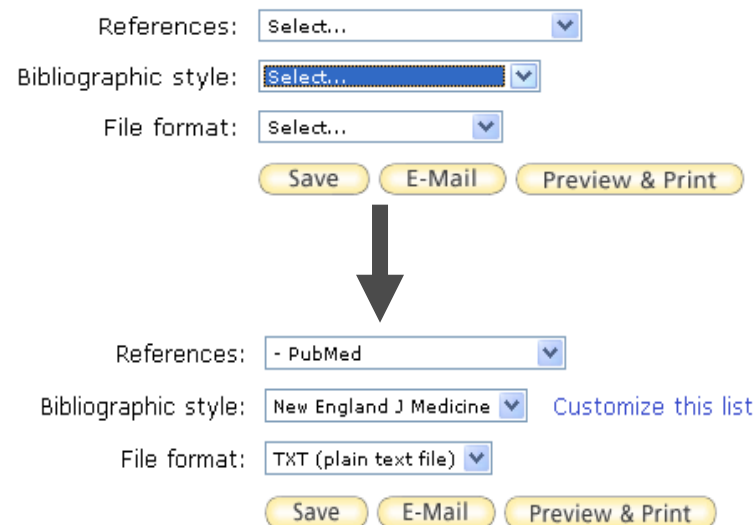 References: Select...
Bibliographic style: Select...
File format: Select...
Save E-Mail Preview & Print
References: - PubMed
Bibliographic style: New England J Medicine Customize this list
File format: TXT (plain text file)
Save E-Mail Preview & Print